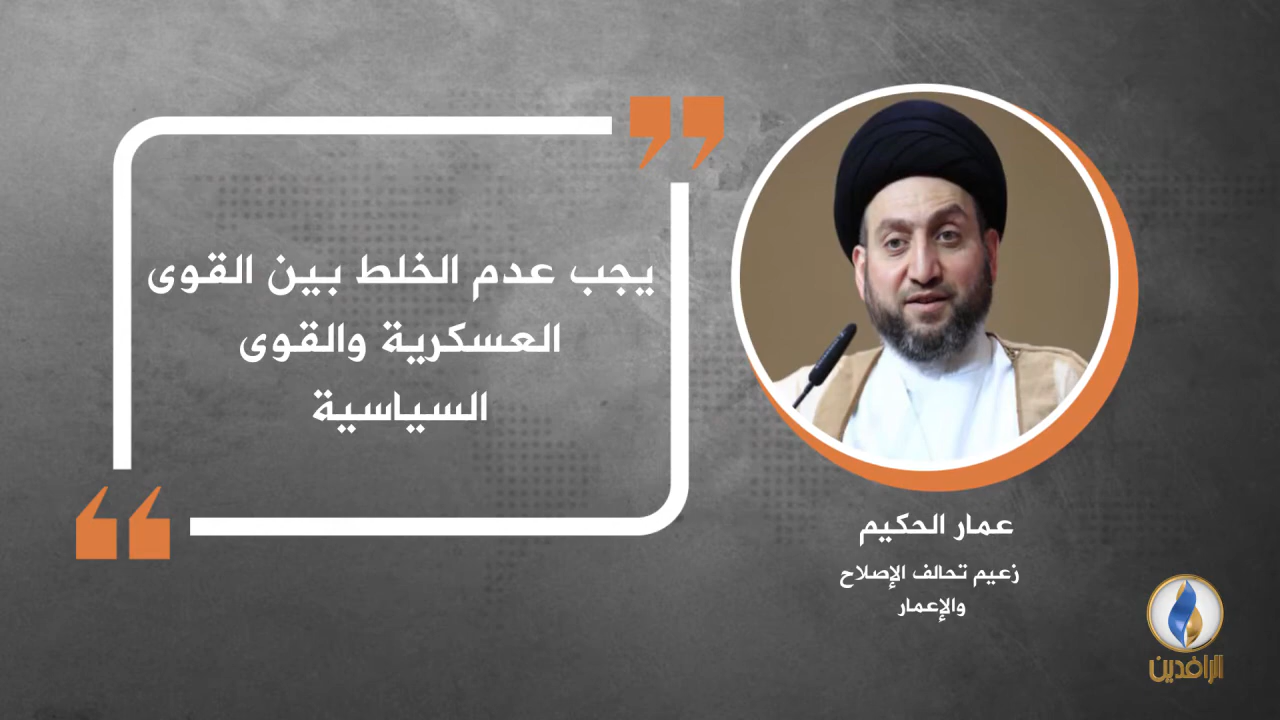 يجب عدم الخلط بين القوى
العسكرية والقوى
السياسية
عمار الحكيم
زعيم تحالف الإصلاح
والإعمار
الرافدين